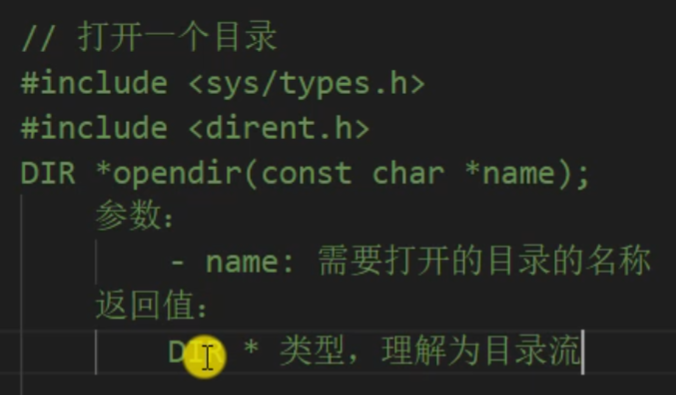 // 打开一个目录
#include <sys/types.h>
#include <dirent.h>
DIR *opendir(const char *name);
参数：
- name: 需要打开的目录的名称
返回值：
DIR * 类型，理解为目录流